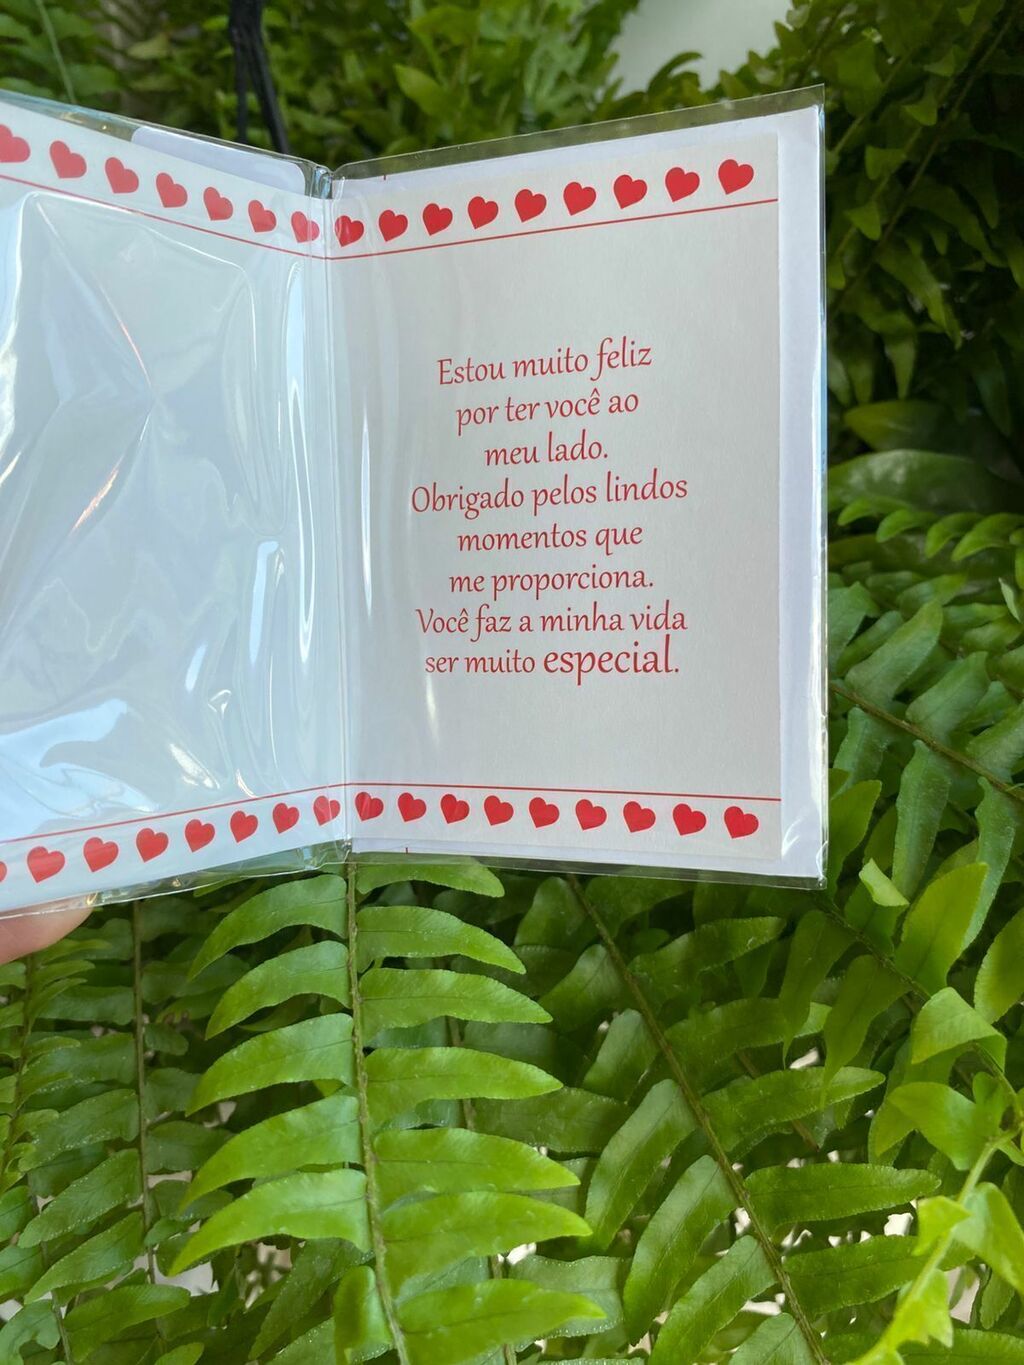 Estou muito feliz
por ter você ao
meu lado.
Obrigado pelos lindos
momentos que
me proporciona.
Você faz a minha vida
ser muito especial.